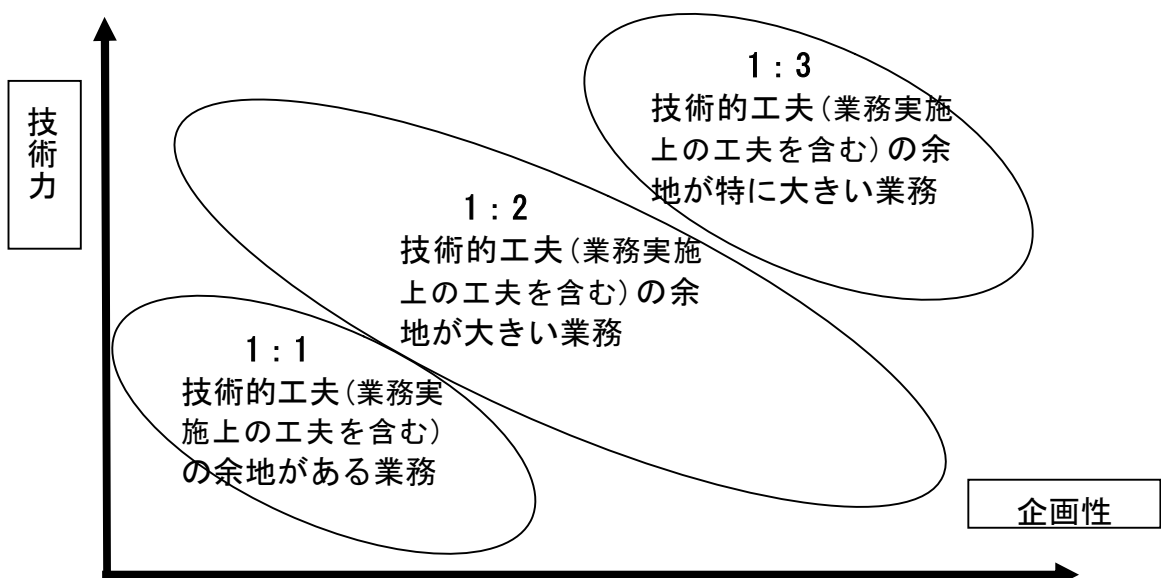 技術力
1：3
技術的工夫（業務実施
上の工夫を含む）の余
地が特に大きい業務
1：2
技術的工夫（業務実施
上の工夫を含む）の余
地が大きい業務
1：1
技術的工夫（業務実
施上の工夫を含む）
の余地がある業務
企画性